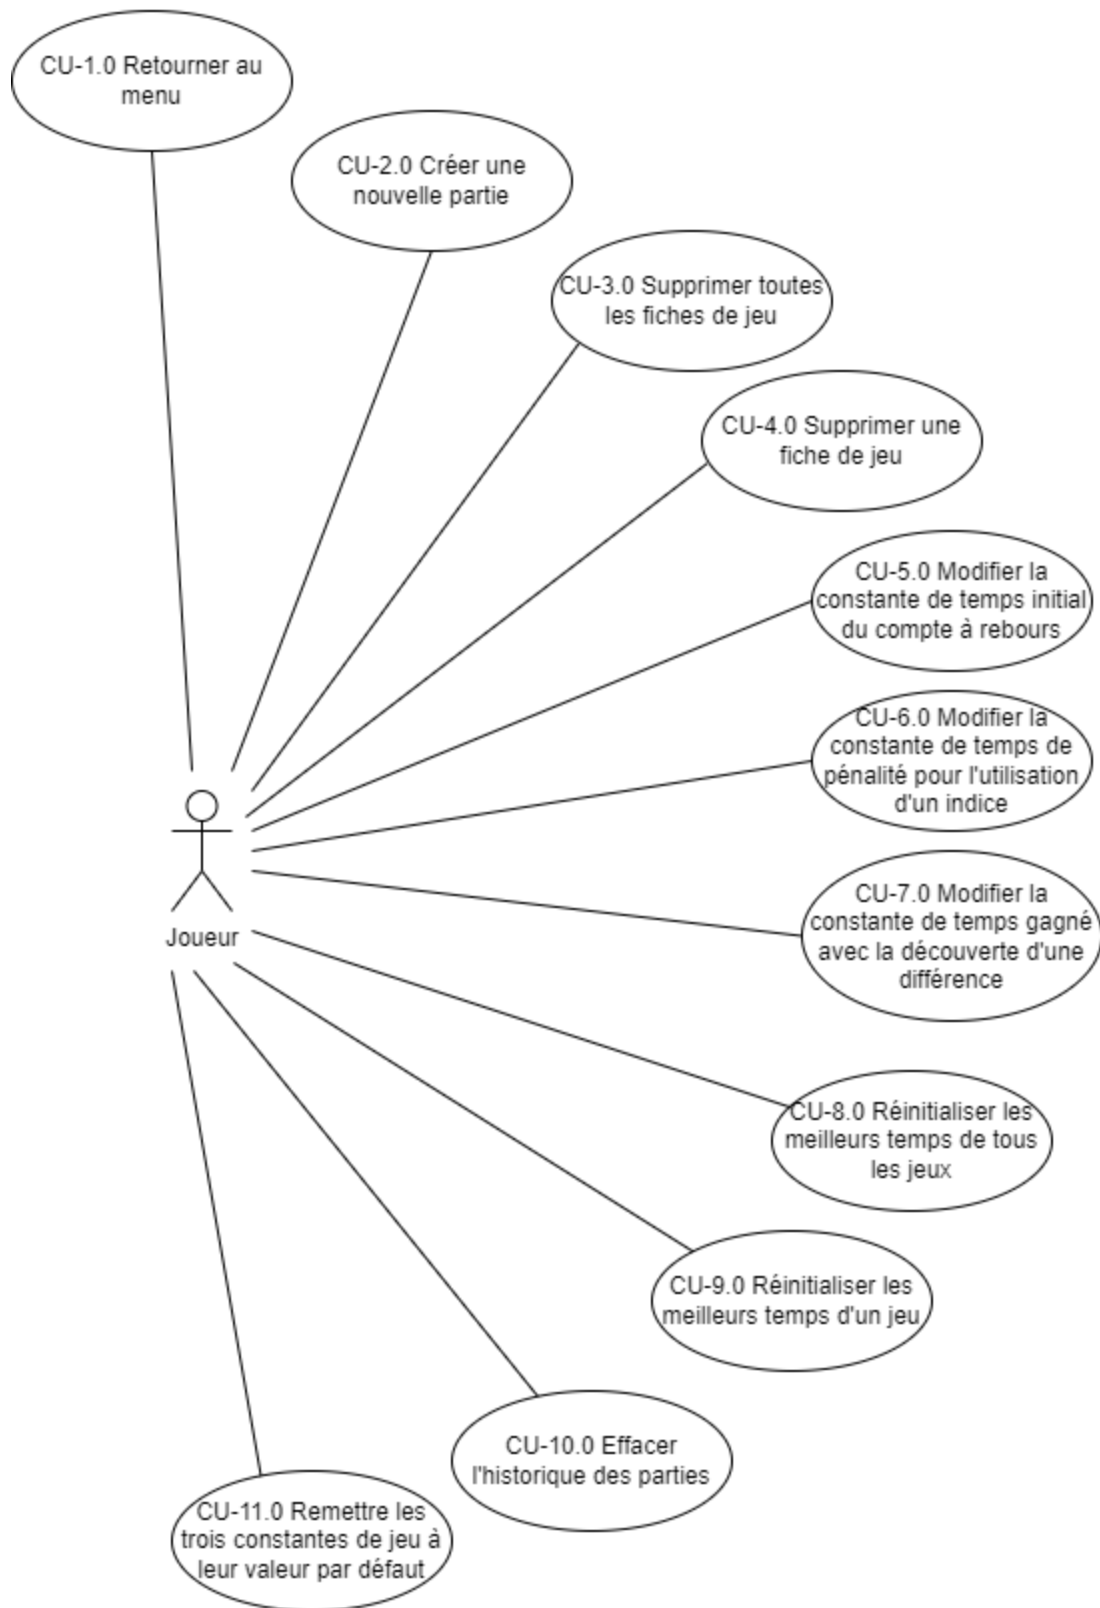 CU-1.0 Retourner au
menu
CU-2.0 Créer une
nouvelle partie
CU-3.0 Supprimer toutes
les fiches de jeu
CU-4.0 Supprimer une
fiche de jeu
CU-5.0 Modifier la
constante de temps initial
du compte à rebours
CU-6.0 Modifier la
constante de temps de
pénalité pour l'utilisation
d'un indice
CU-7.0 Modifier la
constante de temps gagné
avec la découverte d'une
différence
Joueur
CU-8.0 Réinitialiser les
meilleurs temps de tous
les jeux
CU-9.0 Réinitialiser les
meilleurs temps d'un jeu
CU-10.0 Effacer
l'historique des parties
CU-11.0 Remettre les
trois constantes de jeu à
leur valeur par défaut